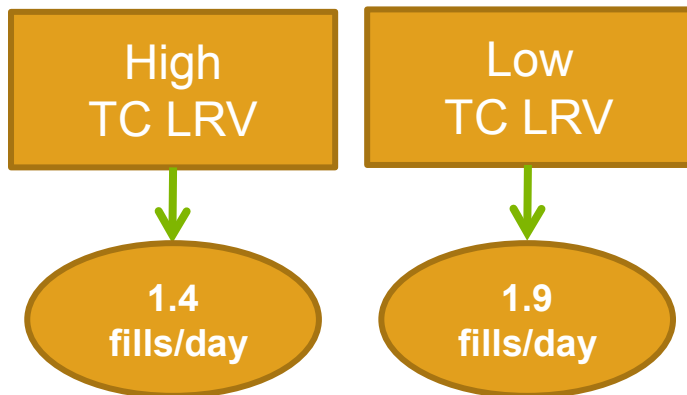 High
TC LRV
Low
TC LRV
1.4
fills/day
1.9
fills/day